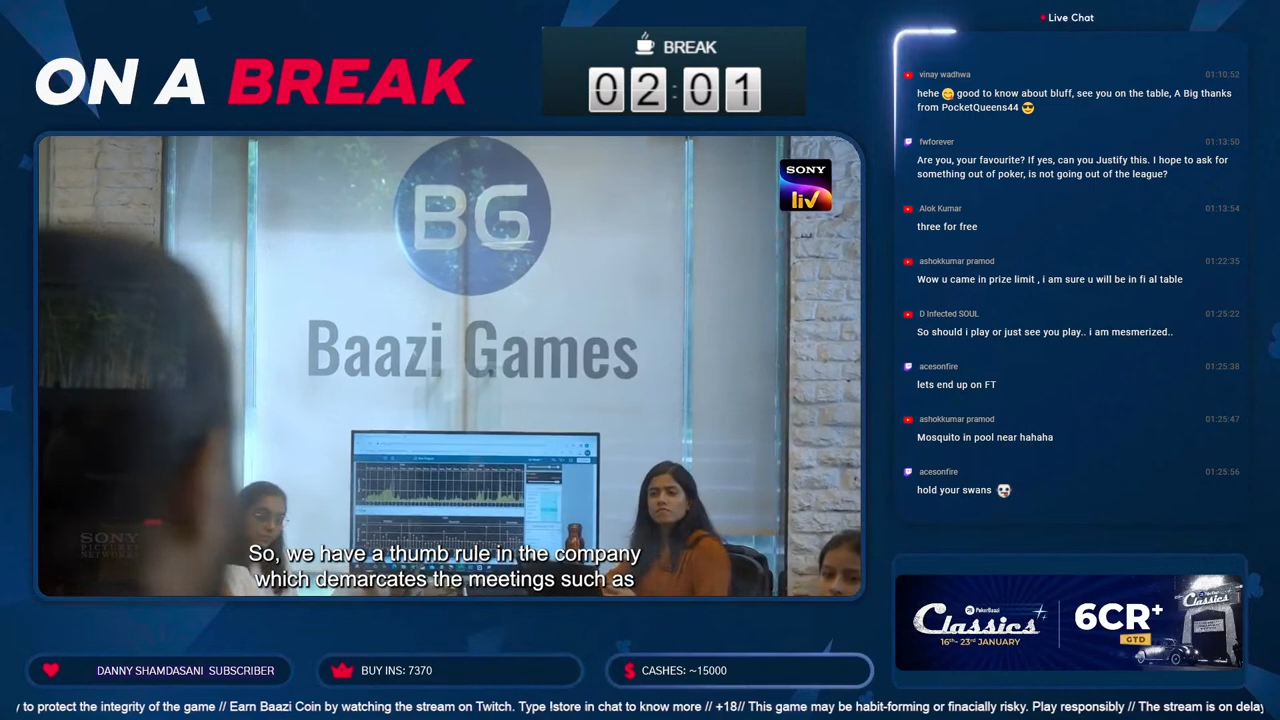 ON A BREAK
BREAK
02:01
Live Chat
SONY
liv
BG
Baazi Games
SONY
PICTURES
NETWORKS
So, we have a thumb rule in the company
which demarcates the meetings such as
vinay wadhwa 01:10:52
hehe 😋 good to know about bluff, see you on the table, A Big thanks
from PocketQueens44 😎
fwforever 01:13:50
Are you, your favourite? If yes, can you Justify this. I hope to ask for
something out of poker, is not going out of the league?
Alok Kumar 01:13:54
three for free
ashokkumar pramod 01:22:35
Wow u came in prize limit , i am sure u will be in fi al table
D Infected SOUL 01:25:22
So should i play or just see you play.. i am mesmerized..
acesonfire 01:25:38
lets end up on FT
ashokkumar pramod 01:25:47
Mosquito in pool near hahaha
acesonfire 01:25:56
hold your swans
PokerBaazi
Classics
16th- 23rd JANUARY
6CR+
GTD
Classics
DANNY SHAMDASANI SUBSCRIBER
BUY INS: 7370
CASHES: ~15000
to protect the integrity of the game // Earn Baazi Coin by watching the stream on Twitch. Type !store in chat to know more // +18// This game may be habit-forming or finacially risky. Play responsibly // The stream is on delay